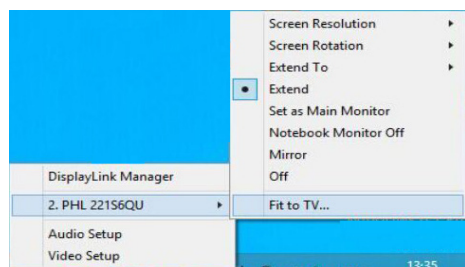 Screen Resolution
Screen Rotation
Extend To
Extend
Set as Main Monitor
Notebook Monitor Off
Mirror
Off
Fit to TV...
DisplayLink Manager
2. PHL 221S6QU
Audio Setup
Video Setup
13:35